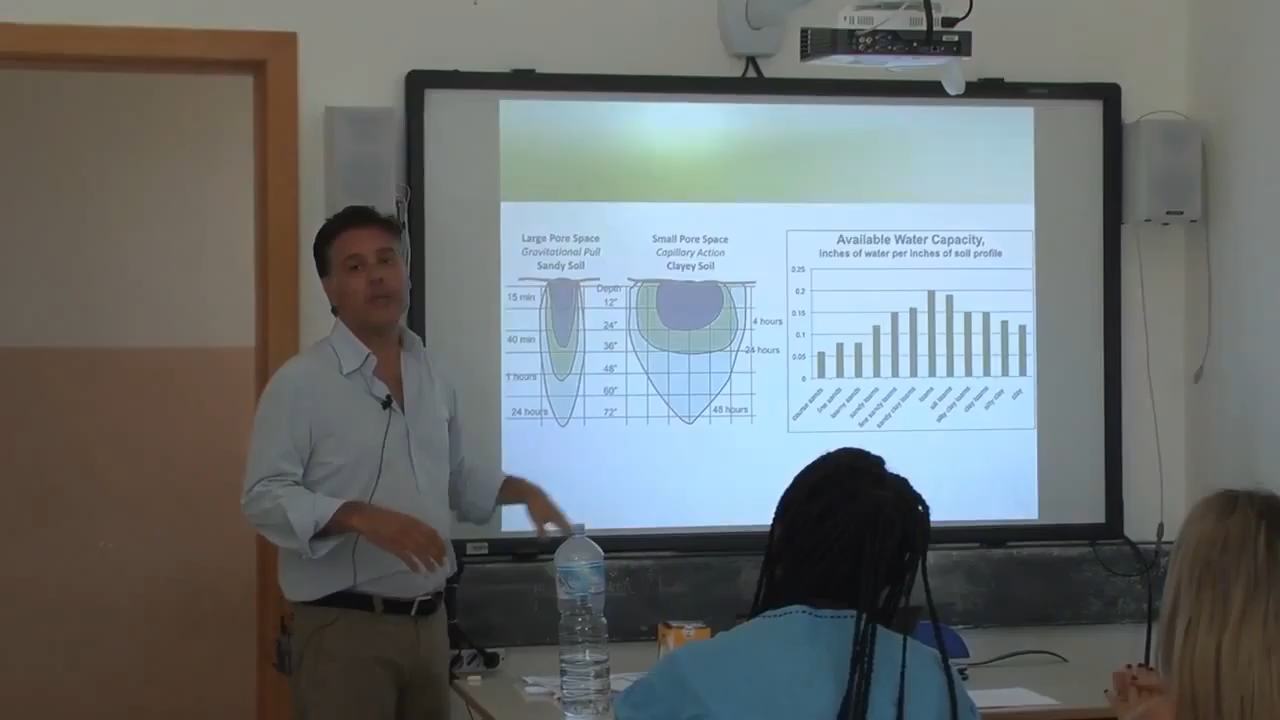 Large Pore Space
Gravitational Pull
Sandy Soil
Small Pore Space
Capillary Action
Clayey Soil
15 min
40 min
1 hours
24 hours
Depth
12"
24"
36"
48"
60"
72"
4 hours
24 hours
48 hours
Available Water Capacity,
inches of water per inches of soil profile
0.25
0.2
0.15
0.1
0.05
0
course sands
fine sands
loamy sands
sandy loams
fine sandy loams
sandy clay loams
loams
silt loams
silty clay loams
clay loams
silty clay
clay